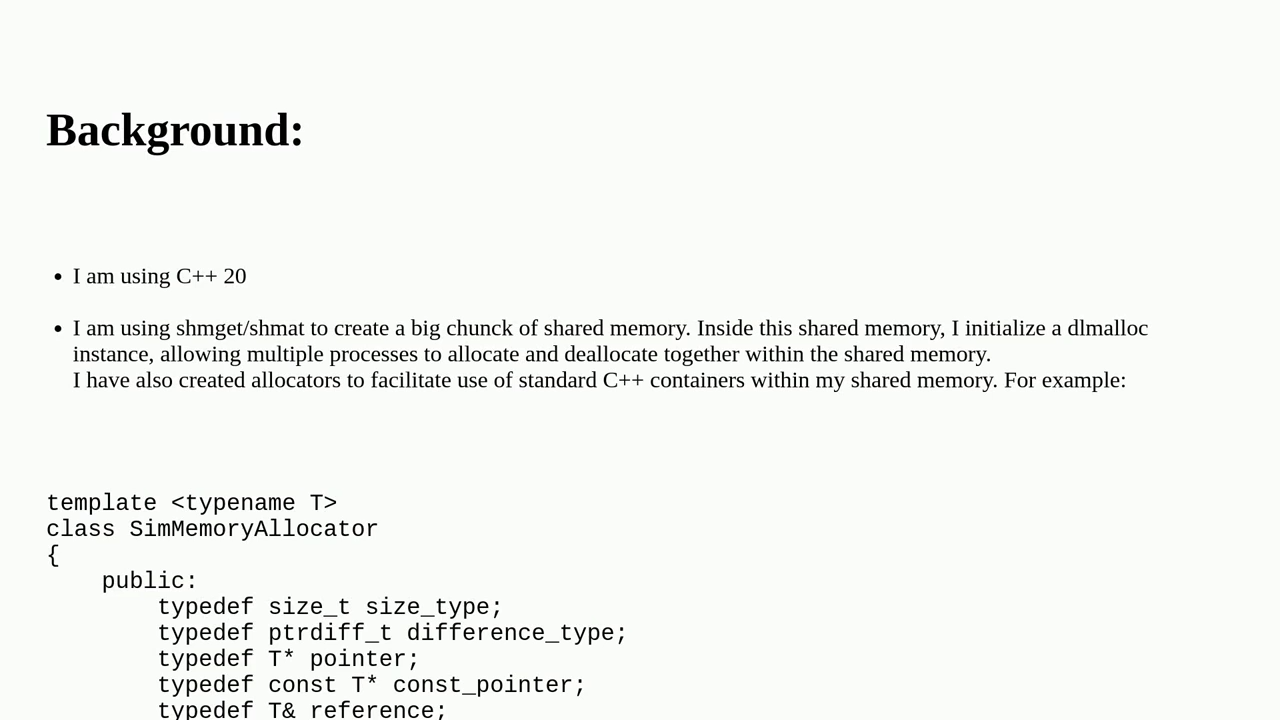 Background:
• I am using C++ 20
• I am using shmget/shmat to create a big chunck of shared memory. Inside this shared memory, I initialize a dlmalloc
instance, allowing multiple processes to allocate and deallocate together within the shared memory.
I have also created allocators to facilitate use of standard C++ containers within my shared memory. For example:
template <typename T>
class SimMemoryAllocator
{
    public:
        typedef size_t size_type;
        typedef ptrdiff_t difference_type;
        typedef T* pointer;
        typedef const T* const_pointer;
        typedef T& reference;